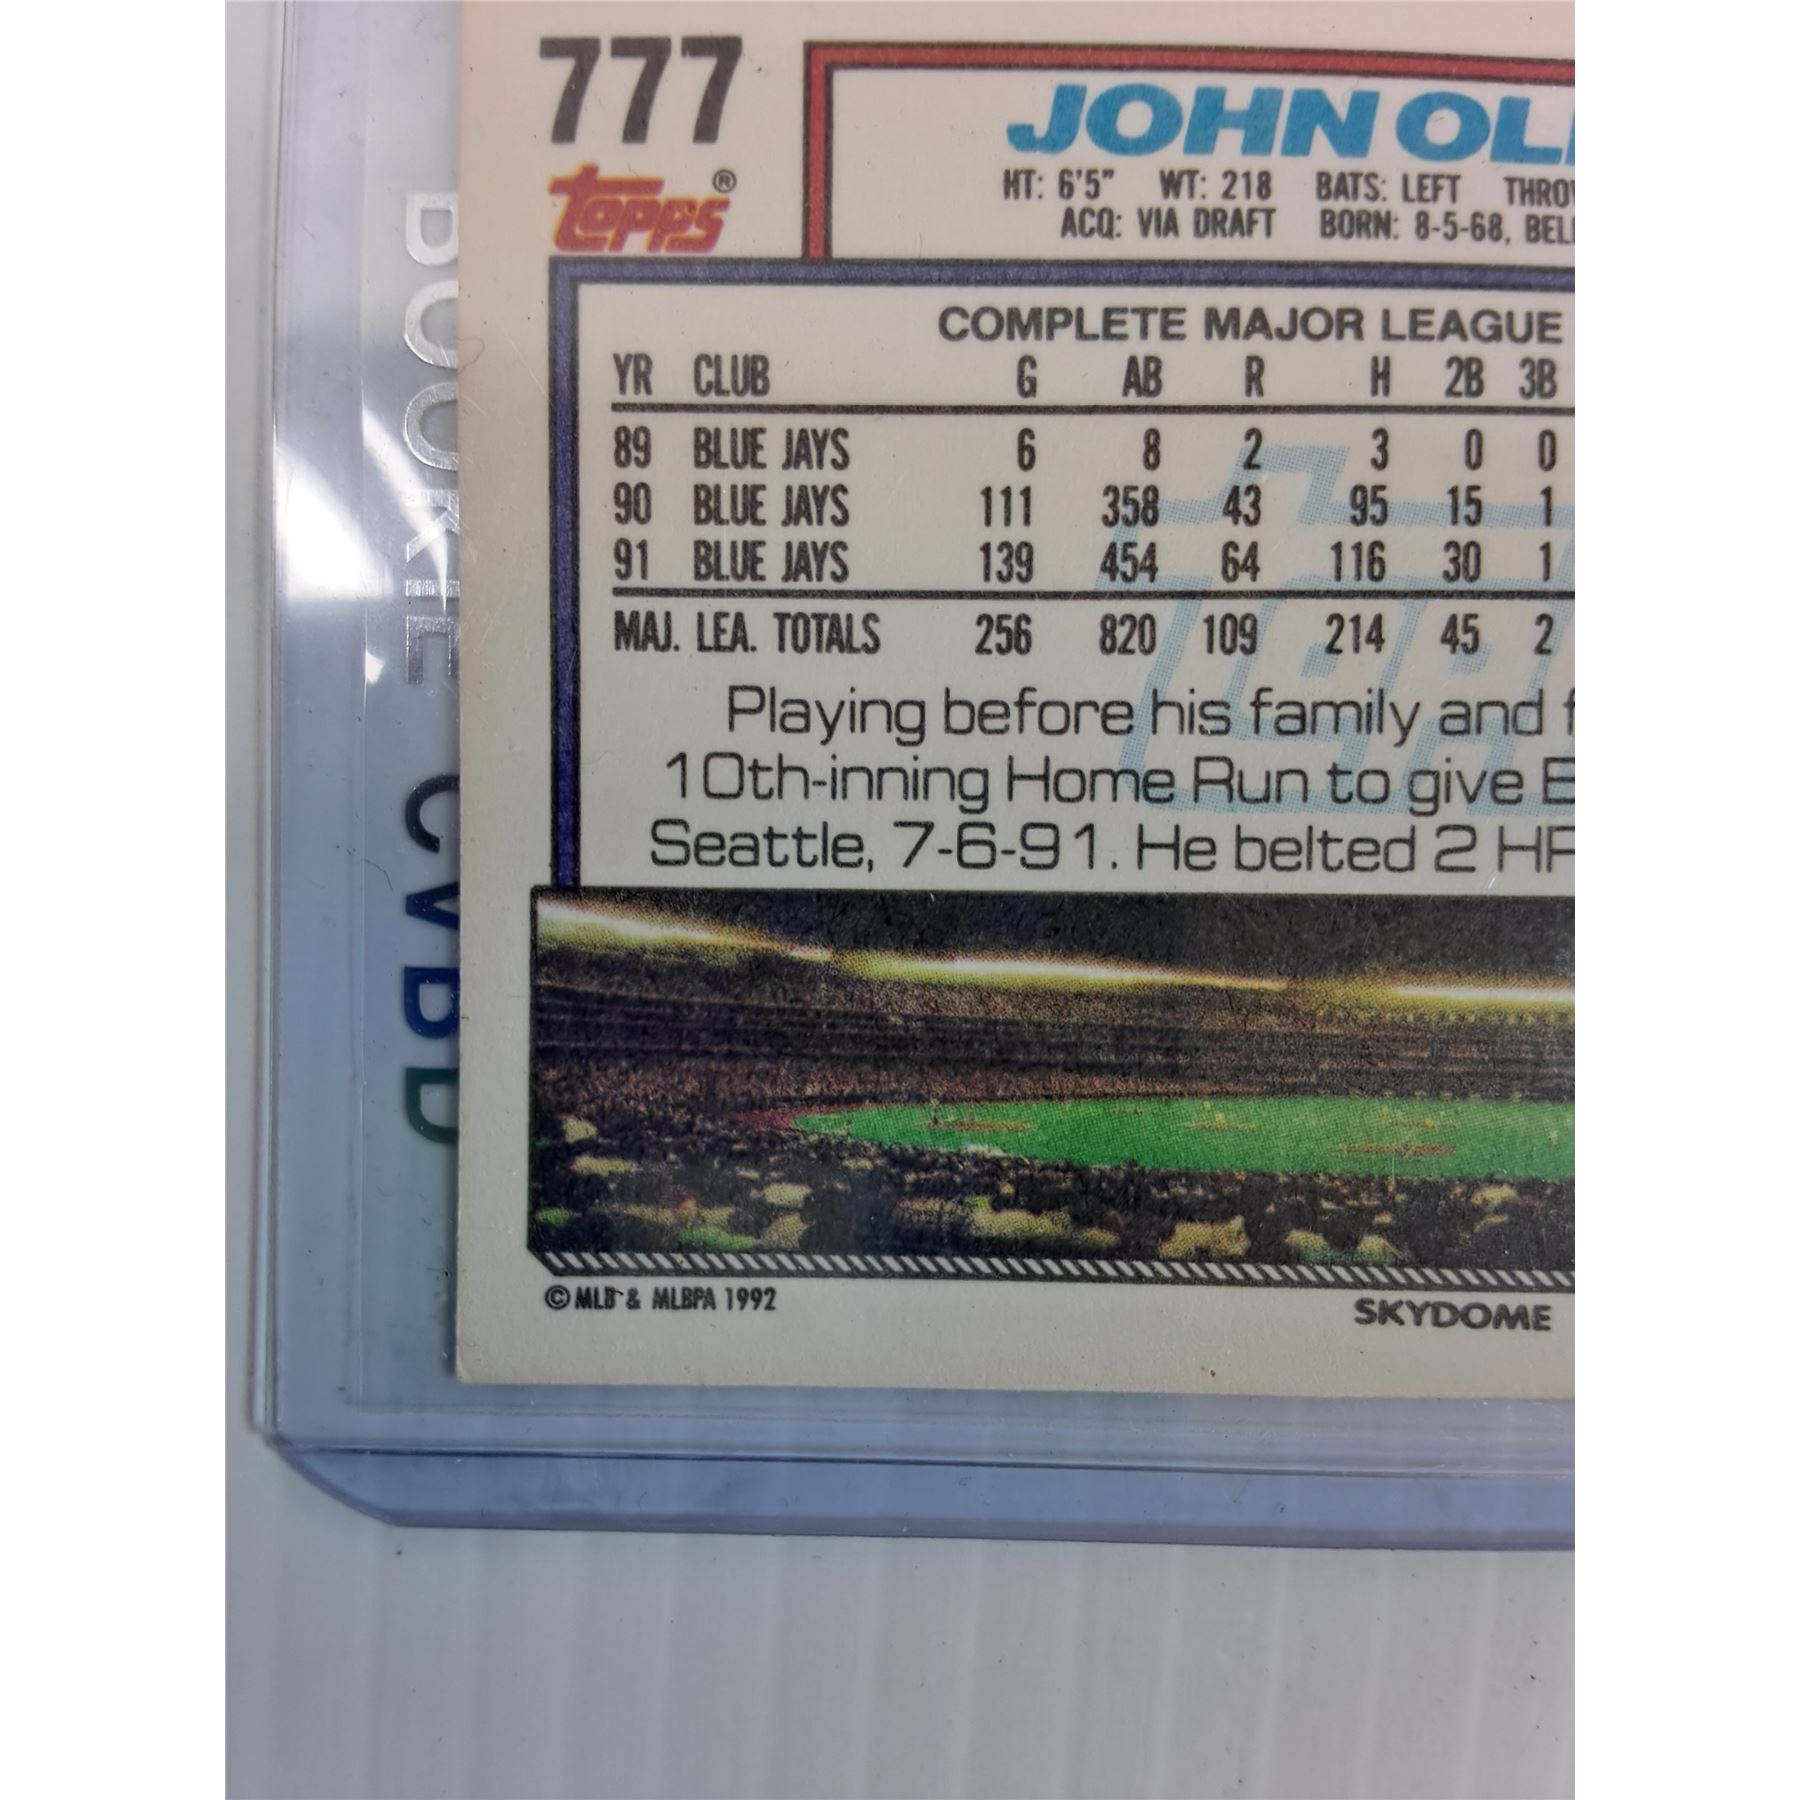 777
Topps®
JOHN OL
HT: 6'5" WT: 218 BATS: LEFT THROW
ACQ: VIA DRAFT BORN: 8-5-68, BELL
COMPLETE MAJOR LEAGUE
YR CLUB G AB R H 2B 3B
89 BLUE JAYS 6 8 2 3 0 0
90 BLUE JAYS 111 358 43 95 15 1
91 BLUE JAYS 139 454 64 116 30 1
MAJ. LEA. TOTALS 256 820 109 214 45 2
Playing before his family and f
10th-inning Home Run to give B
Seattle, 7-6-91. He belted 2 HR
© MLB & MLBPA 1992
SKYDOME